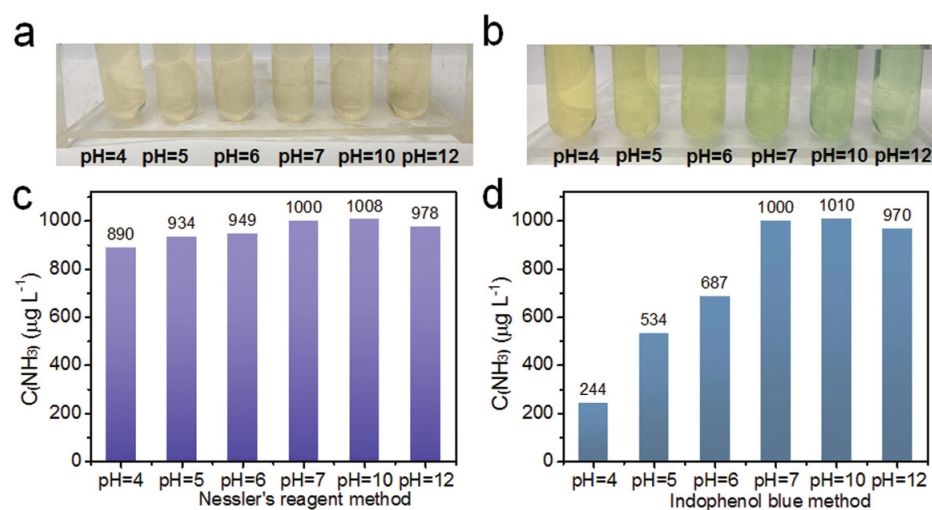 a
b
pH=4 pH=5 pH=6 pH=7 pH=10 pH=12
pH=4 pH=5 pH=6 pH=7 pH=10 pH=12
c
1000
800
600
400
200
0
C(NH₃) (μg L⁻¹)
890 934 949 1000 1008 978
pH=4 pH=5 pH=6 pH=7 pH=10 pH=12
Nessler's reagent method
d
1000
800
600
400
200
0
C(NH₃) (μg L⁻¹)
244 534 687 1000 1010 970
pH=4 pH=5 pH=6 pH=7 pH=10 pH=12
Indophenol blue method